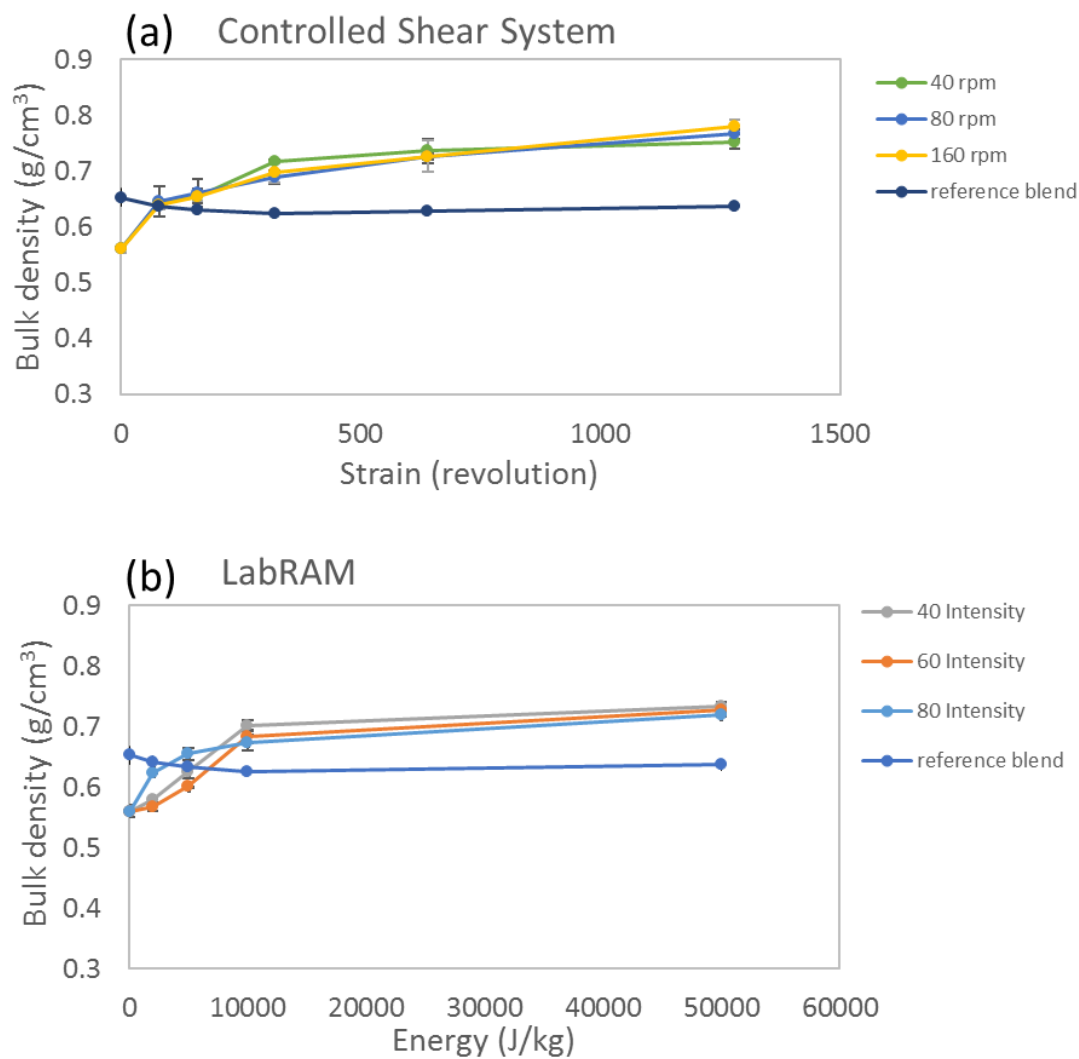 (a) Controlled Shear System
Bulk density (g/cm³)
0.9
0.8
0.7
0.6
0.5
0.4
0.3
0 500 1000 1500
Strain (revolution)
40 rpm
80 rpm
160 rpm
reference blend
(b) LabRAM
Bulk density (g/cm³)
0.9
0.8
0.7
0.6
0.5
0.4
0.3
0 10000 20000 30000 40000 50000 60000
Energy (J/kg)
40 Intensity
60 Intensity
80 Intensity
reference blend